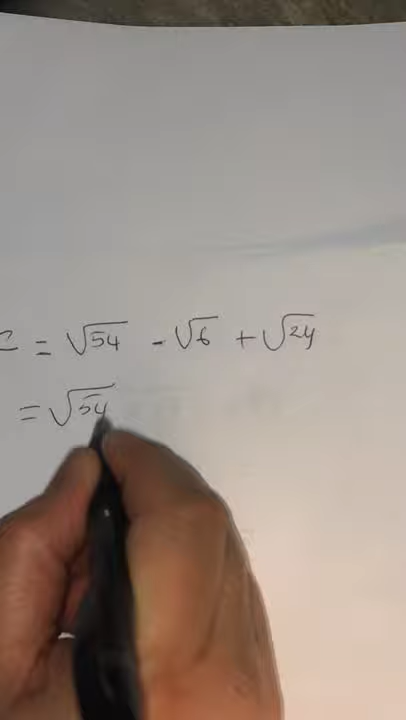 C = √54 - √6 + √24
= √54